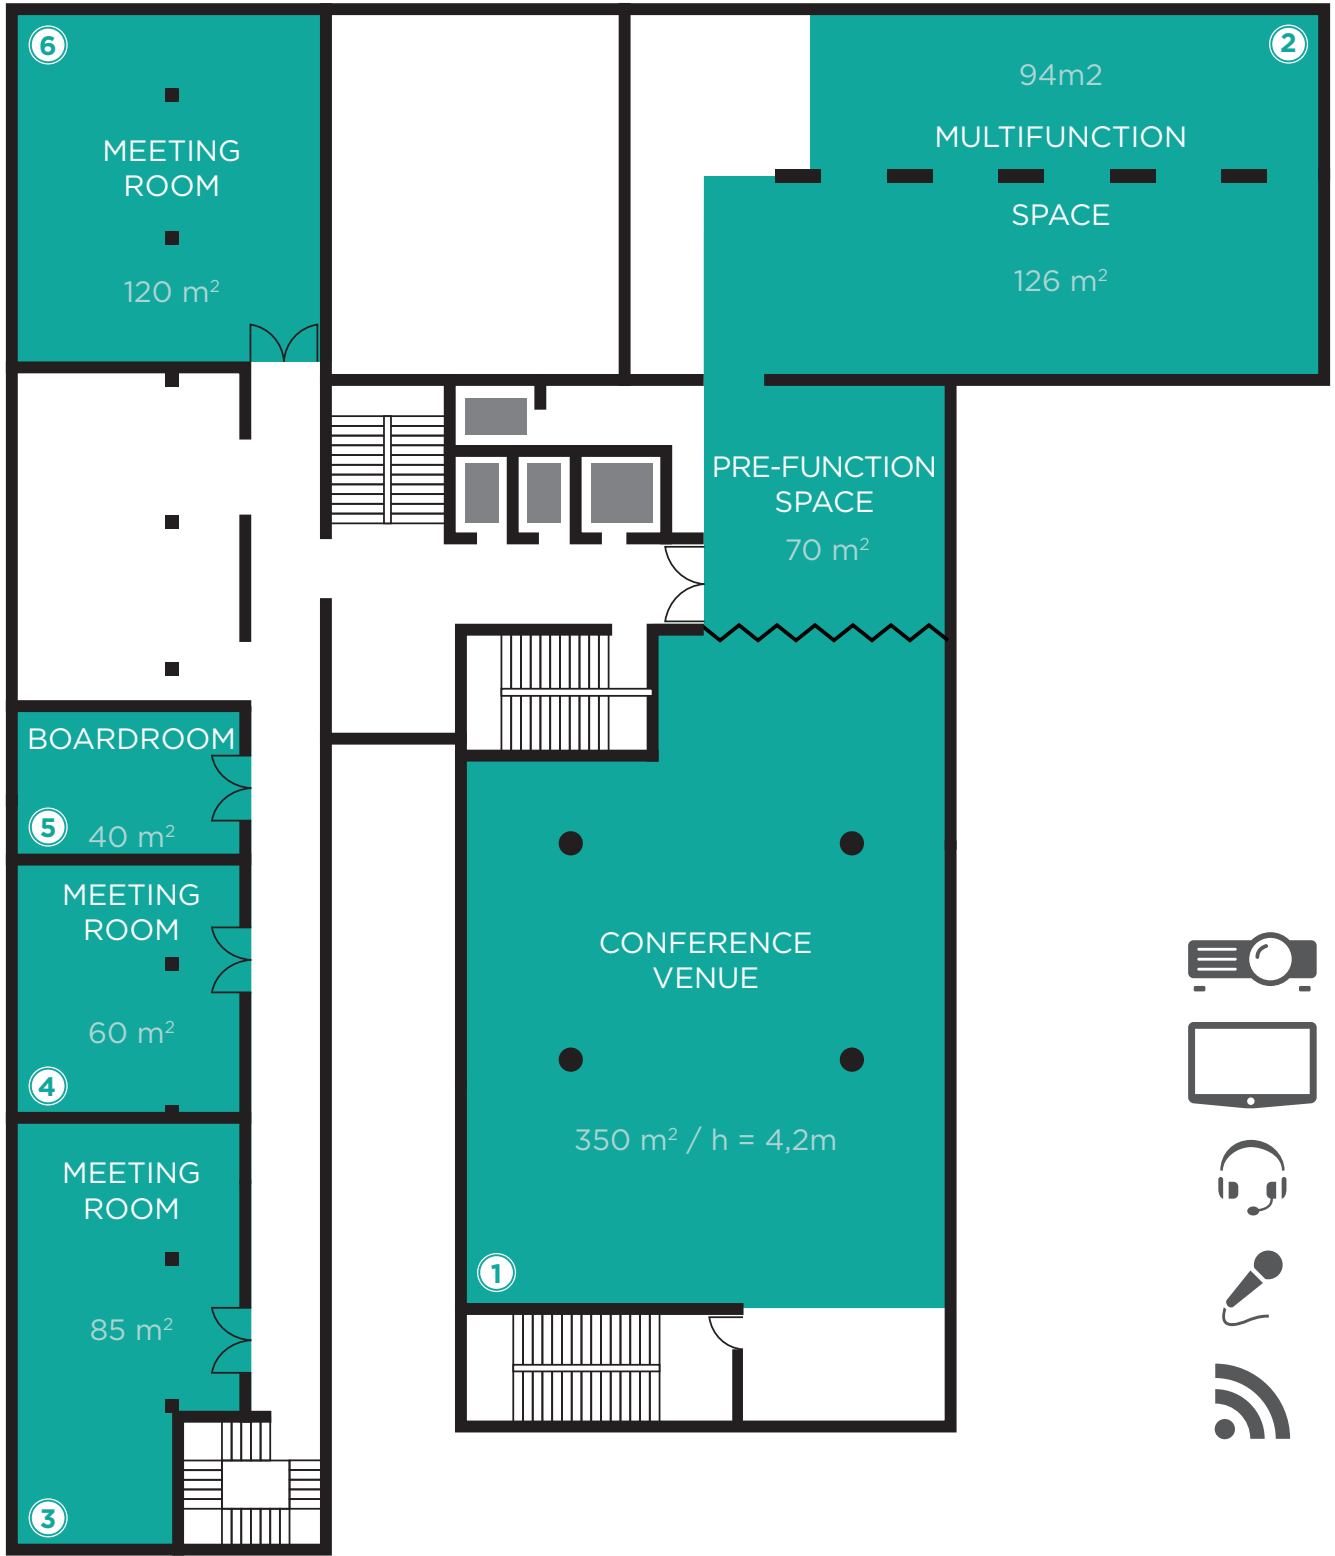 6
MEETING
ROOM
120 m²
2
94m2
MULTIFUNCTION
SPACE
126 m²
PRE-FUNCTION
SPACE
70 m²
BOARDROOM
5
40 m²
MEETING
ROOM
60 m²
4
CONFERENCE
VENUE
350 m² / h = 4,2m
1
MEETING
ROOM
85 m²
3